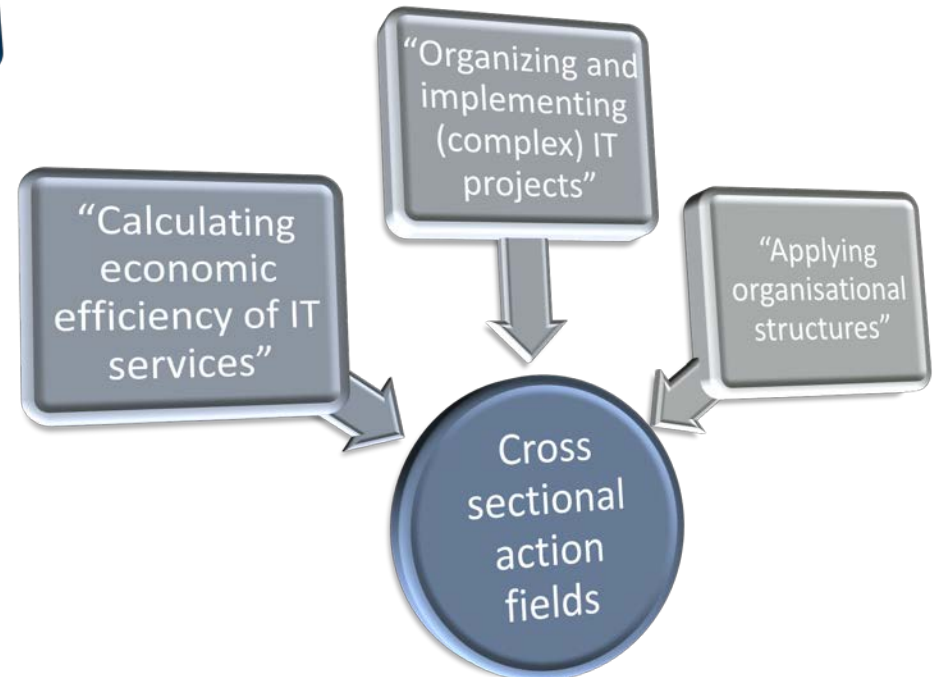 “Organizing and
implementing
(complex) IT
projects”
“Calculating
economic
efficiency of IT
services”
“Applying
organisational
structures”
Cross
sectional
action
fields